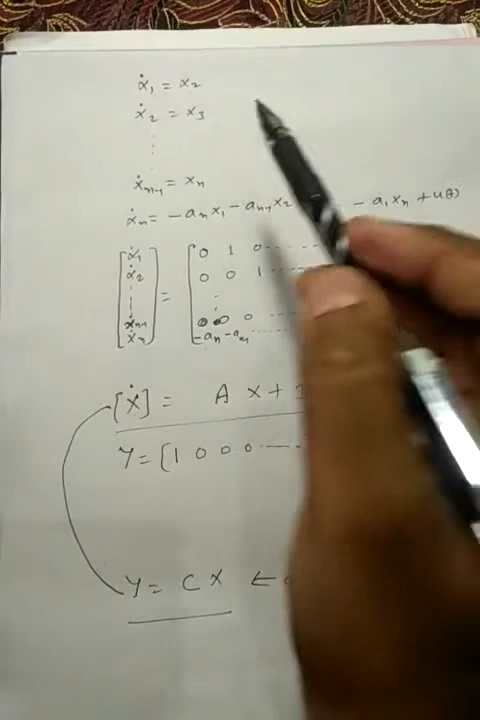 ẋ₁ = x₂
ẋ₂ = x₃
⋮
ẋₙ₋₁ = xₙ
ẋₙ = -aₙx₁ - aₙ₋₁x₂ - a₁xₙ + u(t)
[ẋ₁ ẋ₂ ⋮ ẋₙ₋₁ ẋₙ] = [0 1 0 ..... 
0 0 1 .....
⋮
0 0 0 .....
-aₙ -aₙ₋₁ .....
[Ẋ] = A X +
Y = [1 0 0 0 ----
Y = C X ←